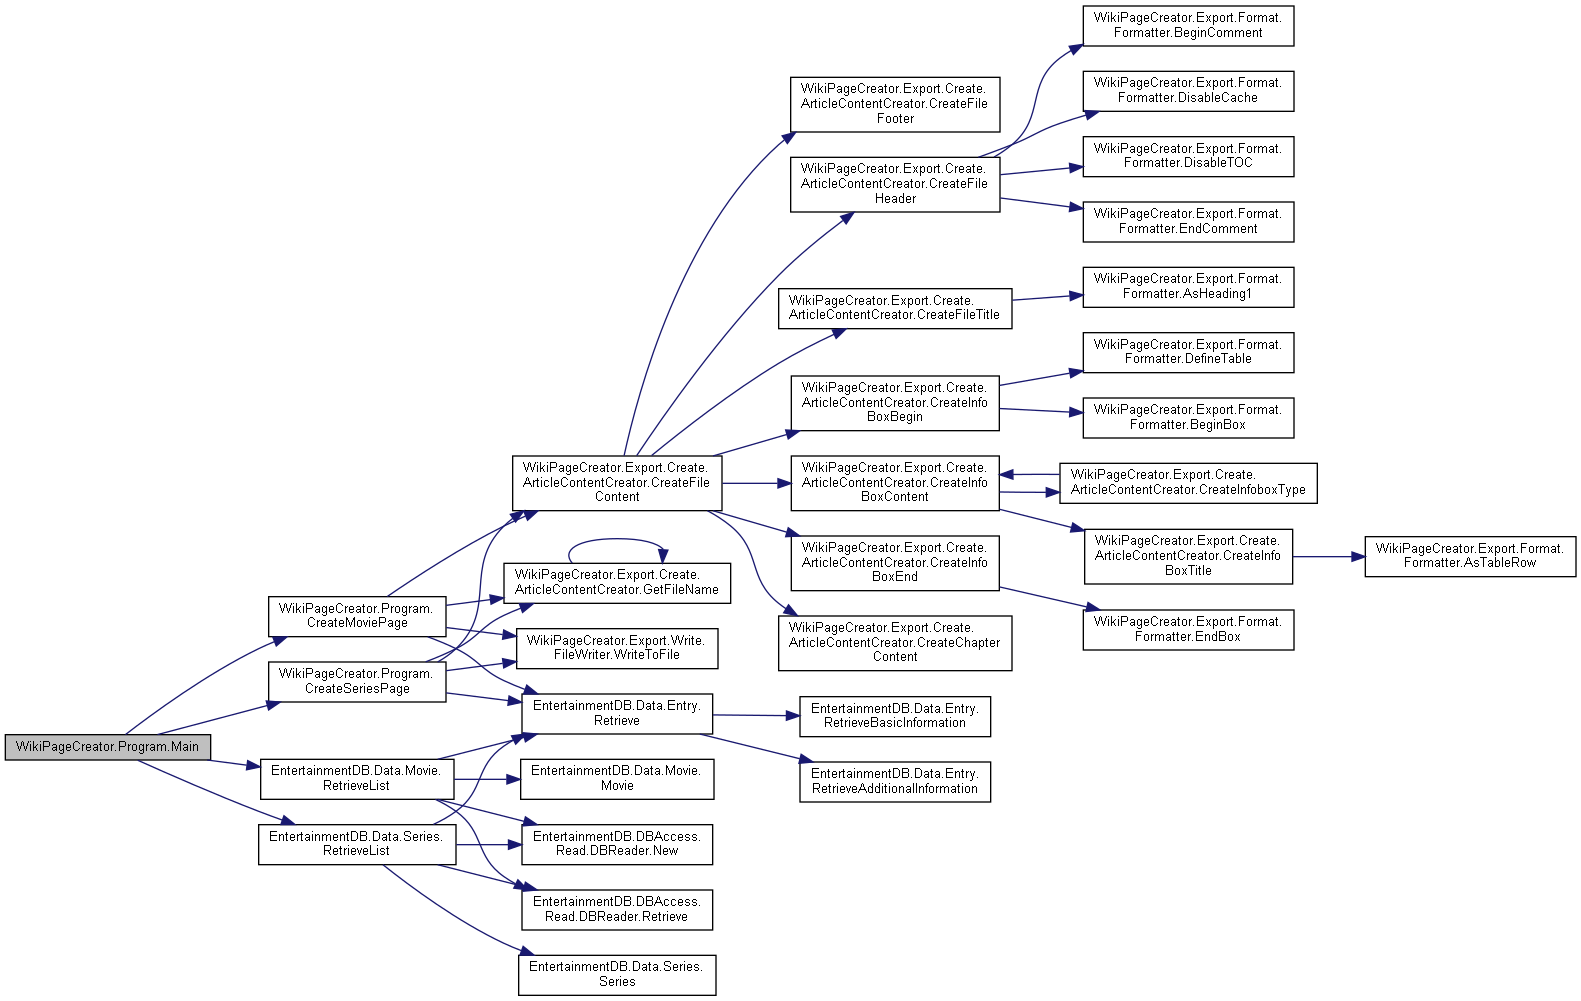 WikiPageCreator.Program.Main
WikiPageCreator.Program.
CreateMoviePage
WikiPageCreator.Program.
CreateSeriesPage
EntertainmentDB.Data.Movie.
RetrieveList
EntertainmentDB.Data.Series.
RetrieveList
WikiPageCreator.Export.Create.
ArticleContentCreator.CreateFile
Content
WikiPageCreator.Export.Create.
ArticleContentCreator.GetFileName
WikiPageCreator.Export.Write.
FileWriter.WriteToFile
EntertainmentDB.Data.Entry.
Retrieve
EntertainmentDB.Data.Movie.
Movie
EntertainmentDB.DBAccess.
Read.DBReader.New
EntertainmentDB.DBAccess.
Read.DBReader.Retrieve
EntertainmentDB.Data.Series.
Series
WikiPageCreator.Export.Create.
ArticleContentCreator.CreateFile
Footer
WikiPageCreator.Export.Create.
ArticleContentCreator.CreateFile
Header
WikiPageCreator.Export.Create.
ArticleContentCreator.CreateFileTitle
WikiPageCreator.Export.Create.
ArticleContentCreator.CreateInfo
BoxBegin
WikiPageCreator.Export.Create.
ArticleContentCreator.CreateInfo
BoxContent
WikiPageCreator.Export.Create.
ArticleContentCreator.CreateInfo
BoxEnd
WikiPageCreator.Export.Create.
ArticleContentCreator.CreateChapter
Content
EntertainmentDB.Data.Entry.
RetrieveBasicInformation
EntertainmentDB.Data.Entry.
RetrieveAdditionalInformation
WikiPageCreator.Export.Format.
Formatter.BeginComment
WikiPageCreator.Export.Format.
Formatter.DisableCache
WikiPageCreator.Export.Format.
Formatter.DisableTOC
WikiPageCreator.Export.Format.
Formatter.EndComment
WikiPageCreator.Export.Format.
Formatter.AsHeading1
WikiPageCreator.Export.Format.
Formatter.DefineTable
WikiPageCreator.Export.Format.
Formatter.BeginBox
WikiPageCreator.Export.Create.
ArticleContentCreator.CreateInfoboxType
WikiPageCreator.Export.Create.
ArticleContentCreator.CreateInfo
BoxTitle
WikiPageCreator.Export.Format.
Formatter.EndBox
WikiPageCreator.Export.Format.
Formatter.AsTableRow